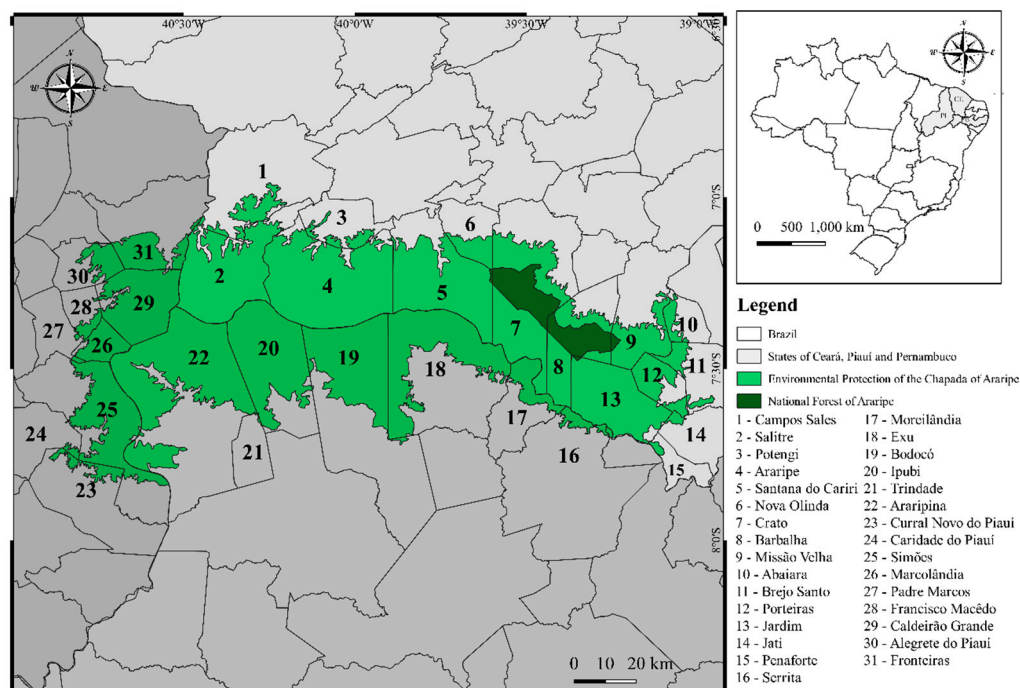 40°30'W
40°0'W
39°30'W
39°0'W
6°30'S
N
W
E
S
N
W
E
S
CE
PI
1
7°0'S
3
6
0
500
1,000 km
31
30
2
4
5
29
28
27
26
7
9
10
Legend
Brazil
States of Ceará, Piauí and Pernambuco
Environmental Protection of the Chapada of Araripe
National Forest of Araripe
22
20
19
18
8
12
11
7°30'S
25
24
13
17
14
21
16
15
23
8°0'S
0 10 20 km
1 - Campos Sales
2 - Salitre
3 - Potengi
4 - Araripe
5 - Santana do Cariri
6 - Nova Olinda
7 - Crato
8 - Barbalha
9 - Missão Velha
10 - Abaiara
11 - Brejo Santo
12 - Porteiras
13 - Jardim
14 - Jati
15 - Penaforte
16 - Serrita
17 - Moreilândia
18 - Exu
19 - Bodocó
20 - Ipubi
21 - Trindade
22 - Araripina
23 - Curral Novo do Piauí
24 - Caridade do Piauí
25 - Simões
26 - Marcolândia
27 - Padre Marcos
28 - Francisco Macêdo
29 - Caldeirão Grande
30 - Alegrete do Piauí
31 - Fronteiras